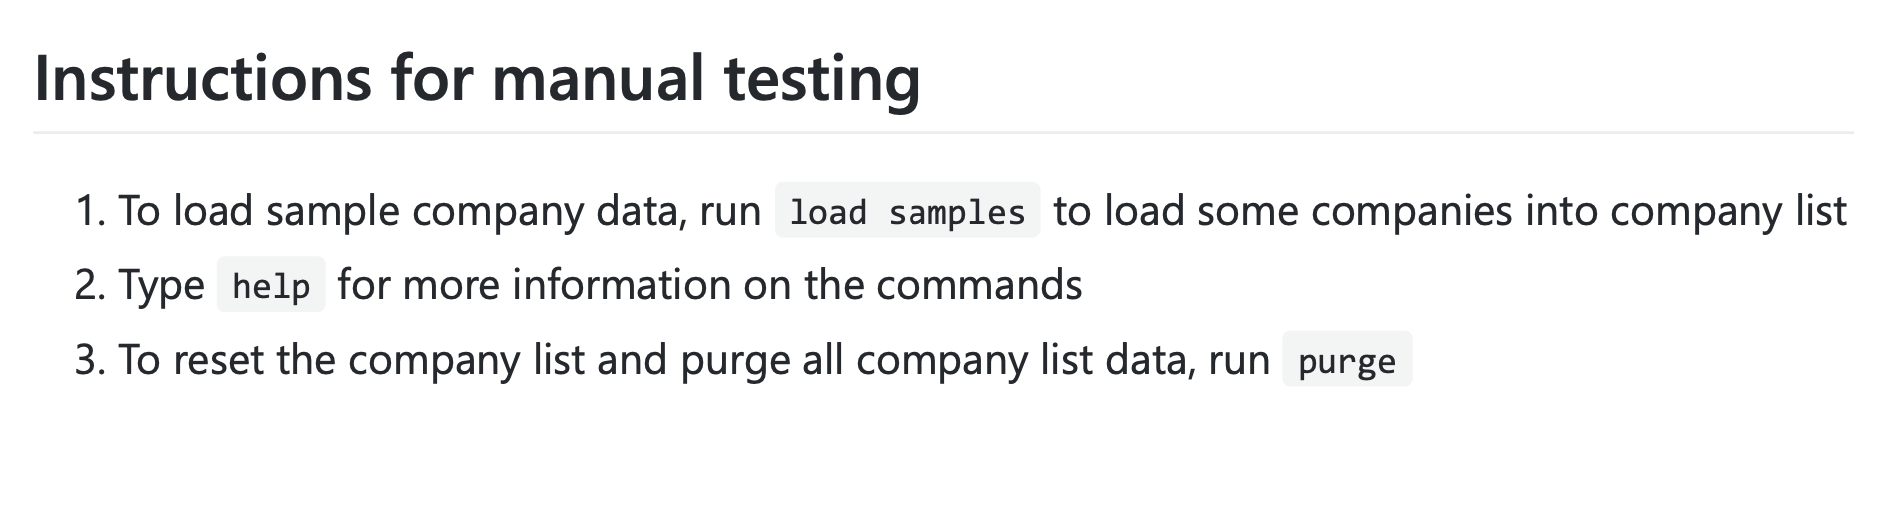 Instructions for manual testing
1. To load sample company data, run load samples to load some companies into company list
2. Type help for more information on the commands
3. To reset the company list and purge all company list data, run purge